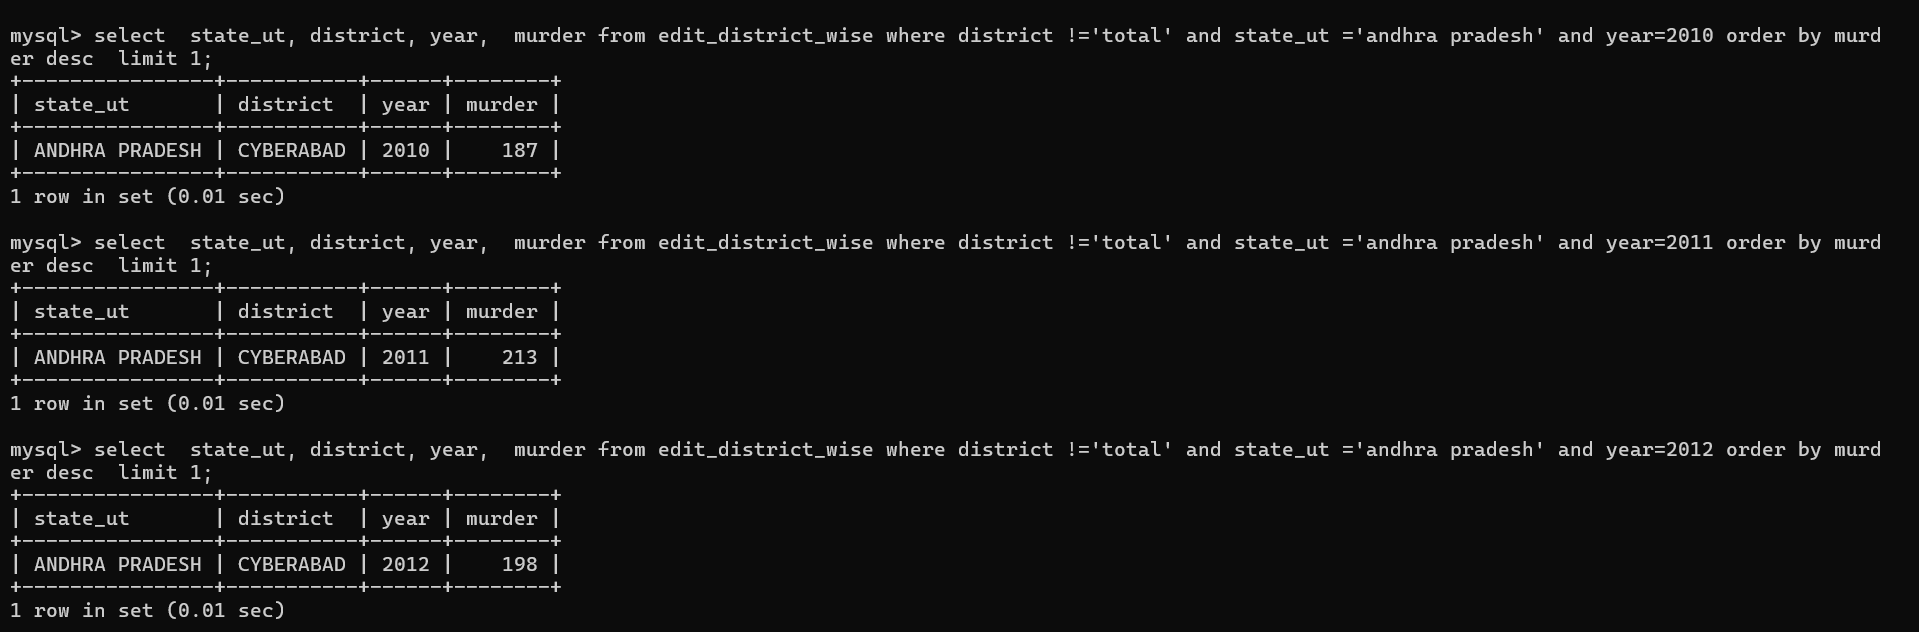 mysql> select  state_ut, district, year,  murder from edit_district_wise where district !='total' and state_ut ='andhra pradesh' and year=2010 order by murd
er desc  limit 1;
+----------------+-----------+------+--------+
| state_ut       | district  | year | murder |
+----------------+-----------+------+--------+
| ANDHRA PRADESH | CYBERABAD | 2010 |    187 |
+----------------+-----------+------+--------+
1 row in set (0.01 sec)

mysql> select  state_ut, district, year,  murder from edit_district_wise where district !='total' and state_ut ='andhra pradesh' and year=2011 order by murd
er desc  limit 1;
+----------------+-----------+------+--------+
| state_ut       | district  | year | murder |
+----------------+-----------+------+--------+
| ANDHRA PRADESH | CYBERABAD | 2011 |    213 |
+----------------+-----------+------+--------+
1 row in set (0.01 sec)

mysql> select  state_ut, district, year,  murder from edit_district_wise where district !='total' and state_ut ='andhra pradesh' and year=2012 order by murd
er desc  limit 1;
+----------------+-----------+------+--------+
| state_ut       | district  | year | murder |
+----------------+-----------+------+--------+
| ANDHRA PRADESH | CYBERABAD | 2012 |    198 |
+----------------+-----------+------+--------+
1 row in set (0.01 sec)